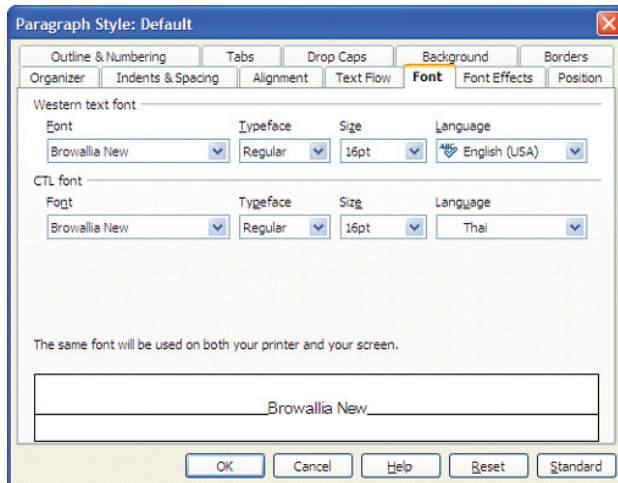 Paragraph Style: Default
Outline & Numbering Tabs Drop Caps Background Borders
Organizer Indents & Spacing Alignment Text Flow Font Font Effects Position
Western text font
Font Typeface Size Language
Browallia New Regular 16pt ABC English (USA)
CTL font
Font Typeface Size Language
Browallia New Regular 16pt Thai
The same font will be used on both your printer and your screen.
Browallia New
OK Cancel Help Reset Standard